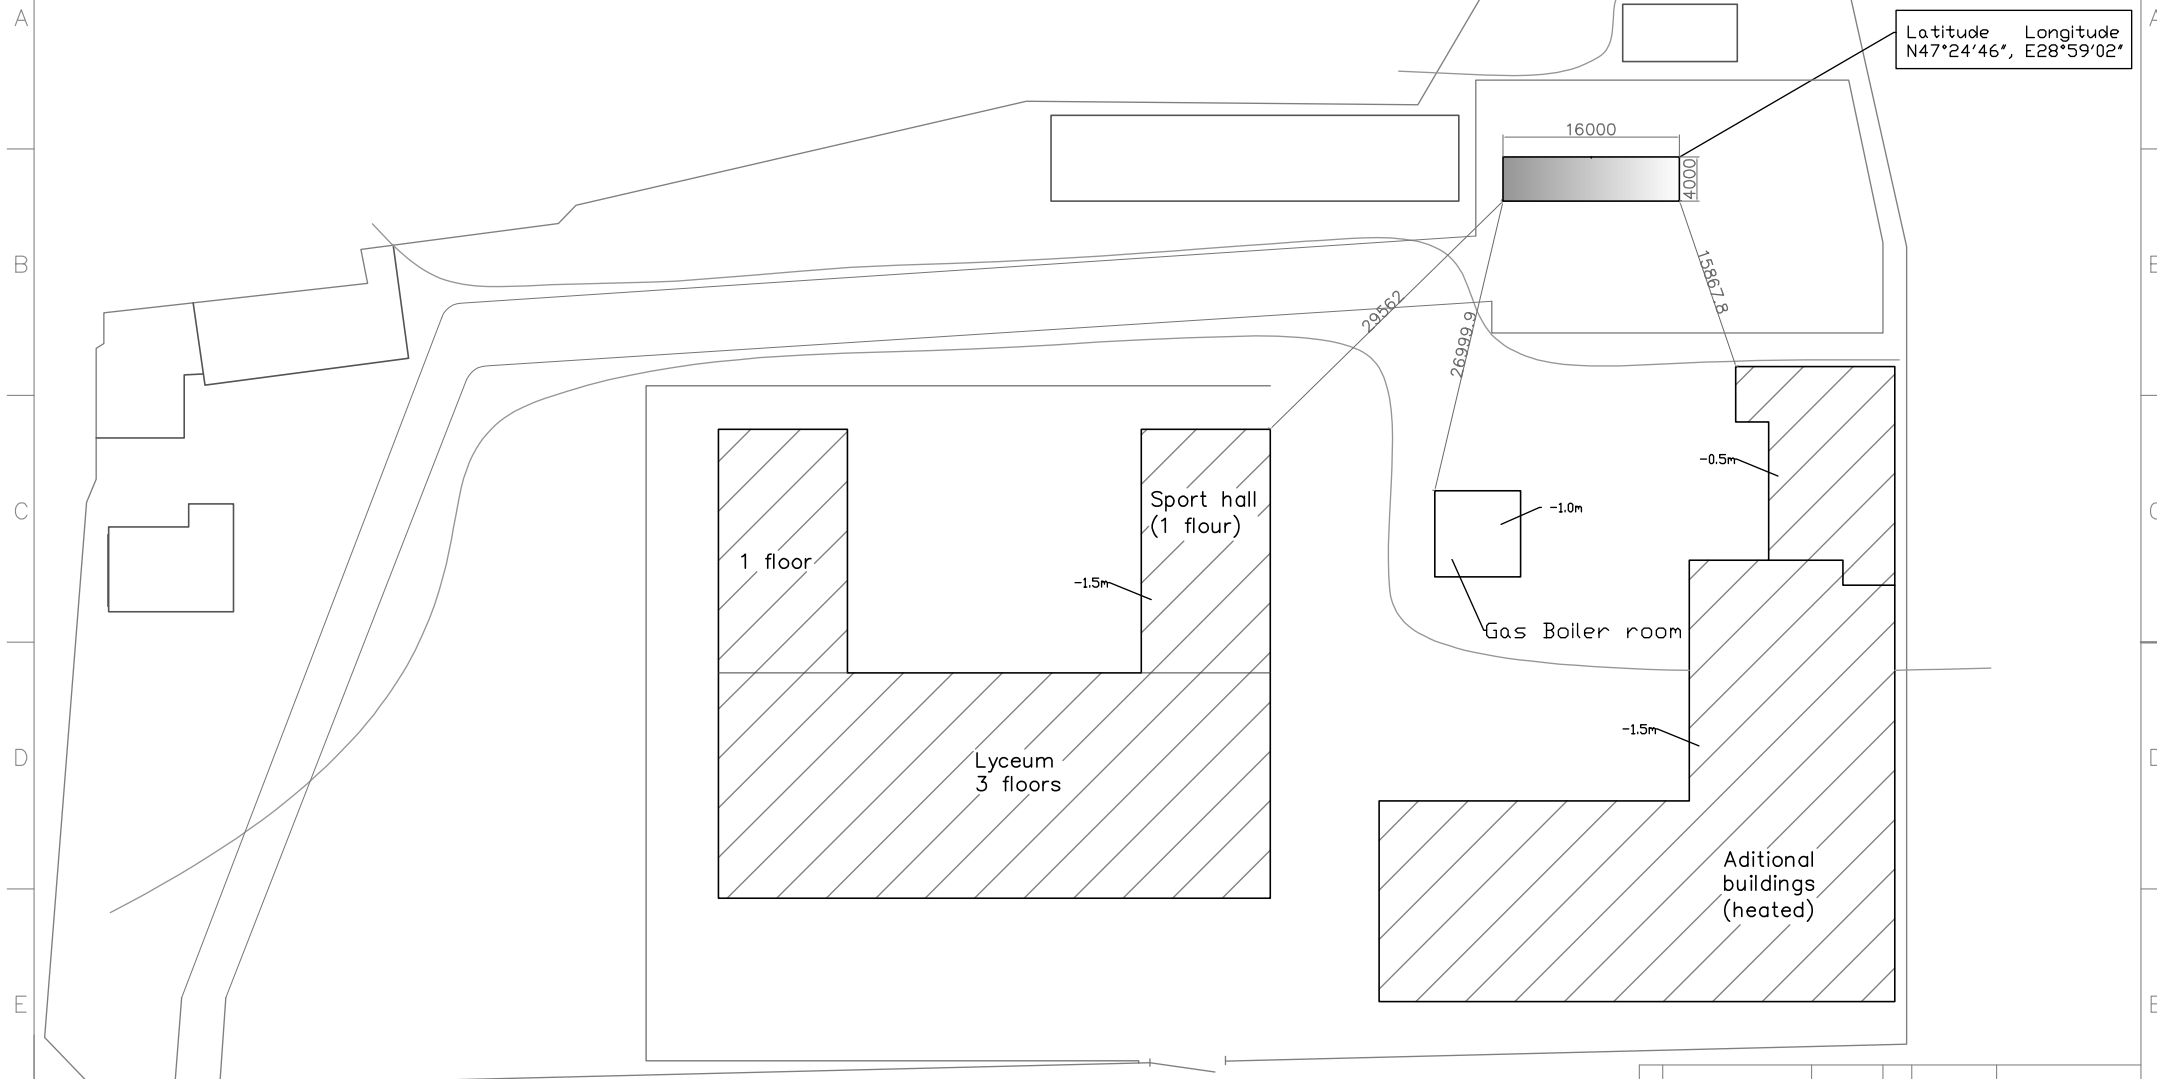 A
Latitude Longitude
N47°24'46", E28°59'02"
A
16000
4000
B
15867.8
29562
26999.9
-0.5m
C
Sport hall
(1 flour)
-1.0m
1 floor
-1.5m
Gas Boiler room
-1.5m
D
Lyceum
3 floors
Aditional
buildings
(heated)
E